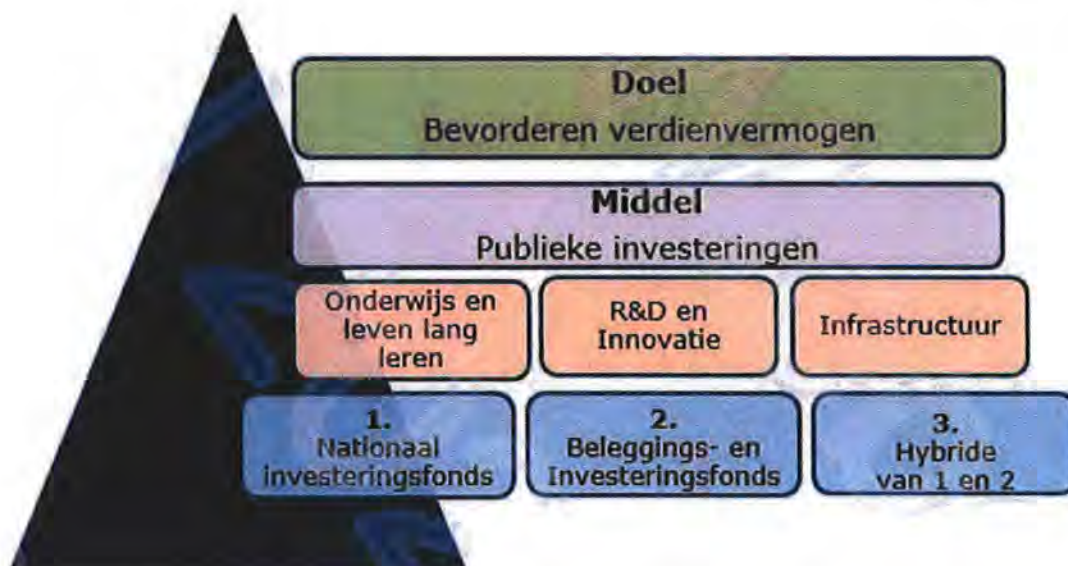 Doel
Bevorderen verdienvermogen
Middel
Publieke investeringen
Onderwijs en
leven lang
leren
R&D en
Innovatie
Infrastructuur
1.
Nationaal
investeringsfonds
2.
Beleggings- en
Investeringsfonds
3.
Hybride
van 1 en 2